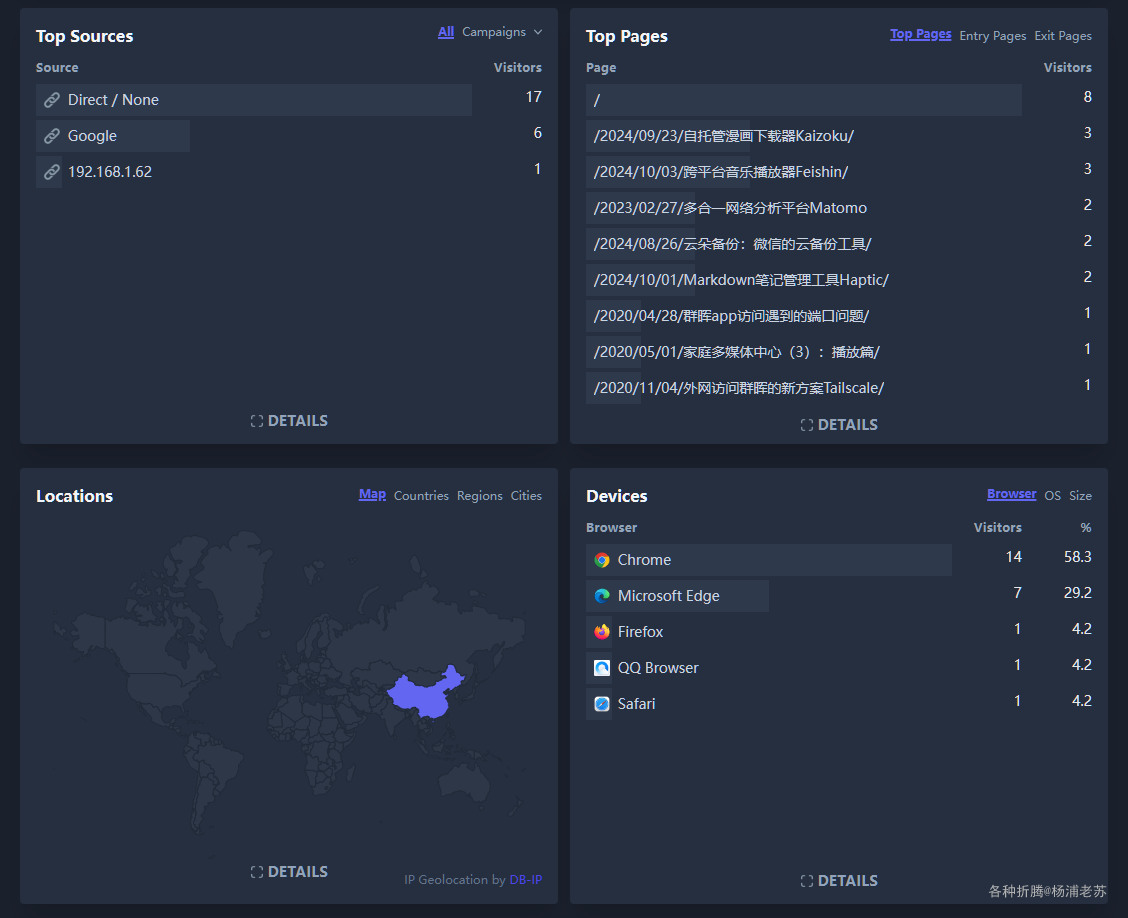 Top Sources
All Campaigns
Source Visitors
Direct / None 17
Google 6
192.168.1.62 1
DETAILS
Top Pages
Top Pages Entry Pages Exit Pages
Page Visitors
/ 8
/2024/09/23/自托管漫画下载器Kaizoku/ 3
/2024/10/03/跨平台音乐播放器Feishin/ 3
/2023/02/27/多合一网络分析平台Matomo 2
/2024/08/26/云朵备份：微信的云备份工具/ 2
/2024/10/01/Markdown笔记管理工具Haptic/ 2
/2020/04/28/群晖app访问遇到的端口问题/ 1
/2020/05/01/家庭多媒体中心（3）：播放篇/ 1
/2020/11/04/外网访问群晖的新方案Tailscale/ 1
DETAILS
Locations
Map Countries Regions Cities
DETAILS
IP Geolocation by DB-IP
Devices
Browser OS Size
Browser Visitors %
Chrome 14 58.3
Microsoft Edge 7 29.2
Firefox 1 4.2
QQ Browser 1 4.2
Safari 1 4.2
DETAILS
各种折腾@杨浦老苏